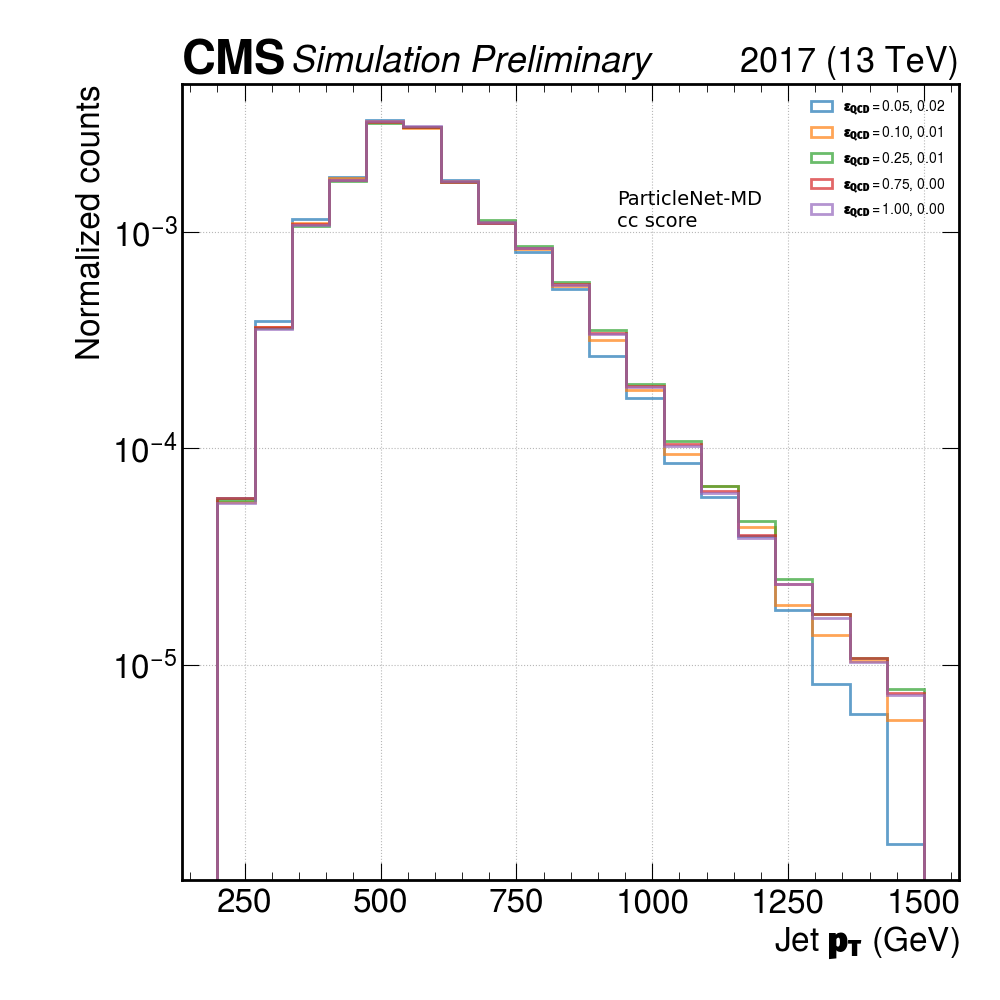 CMS Simulation Preliminary 2017 (13 TeV)
Normalized counts
ε_QCD = 0.05, 0.02
ε_QCD = 0.10, 0.01
ε_QCD = 0.25, 0.01
ε_QCD = 0.75, 0.00
ε_QCD = 1.00, 0.00
ParticleNet-MD
cc score
10⁻³
10⁻⁴
10⁻⁵
250 500 750 1000 1250 1500
Jet p_T (GeV)